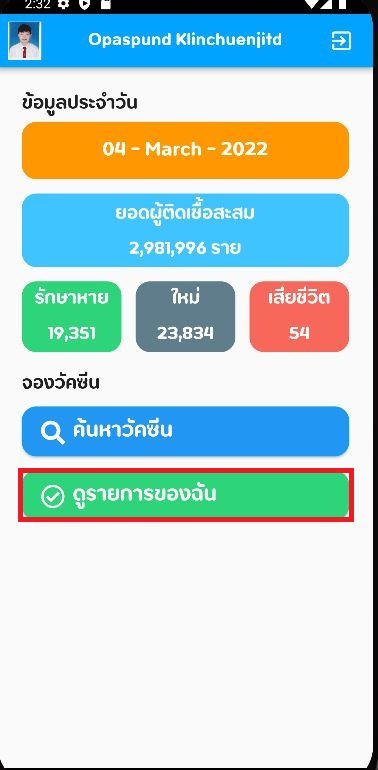 2:32
Opaspund Klinchuenjitd
ข้อมูลประจำวัน
04 - March - 2022
ยอดผู้ติดเชื้อสะสม
2,981,996 ราย
รักษาหาย ใหม่ เสียชีวิต
19,351 23,834 54
จองวัคซีน
ค้นหาวัคซีน
ดูรายการของฉัน